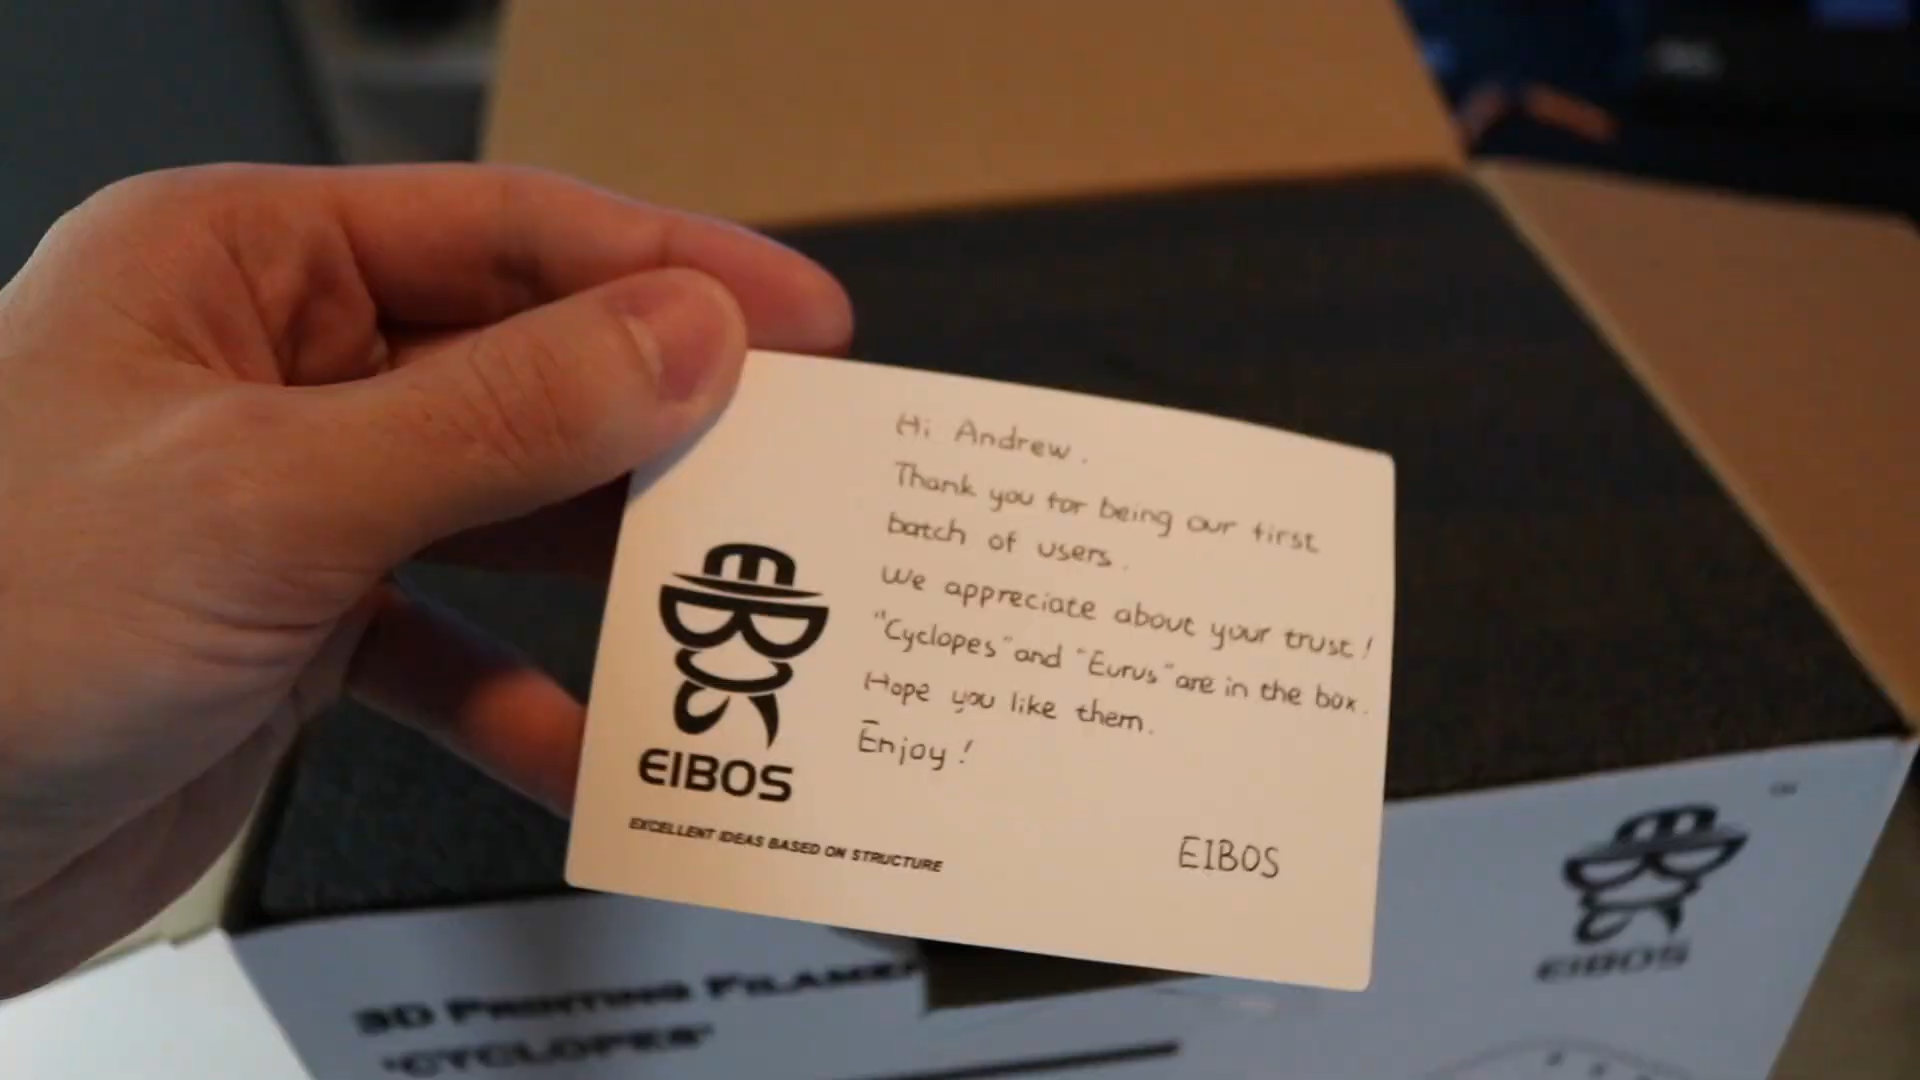 Hi Andrew.
Thank you for being our first
batch of users.
We appreciate about your trust!
"Cyclopes" and "Eurus" are in the box.
Hope you like them.
Enjoy!
EIBOS
EIBOS
EXCELLENT IDEAS BASED ON STRUCTURE
EIBOS
3D PRINTING
"CYCLOPES"